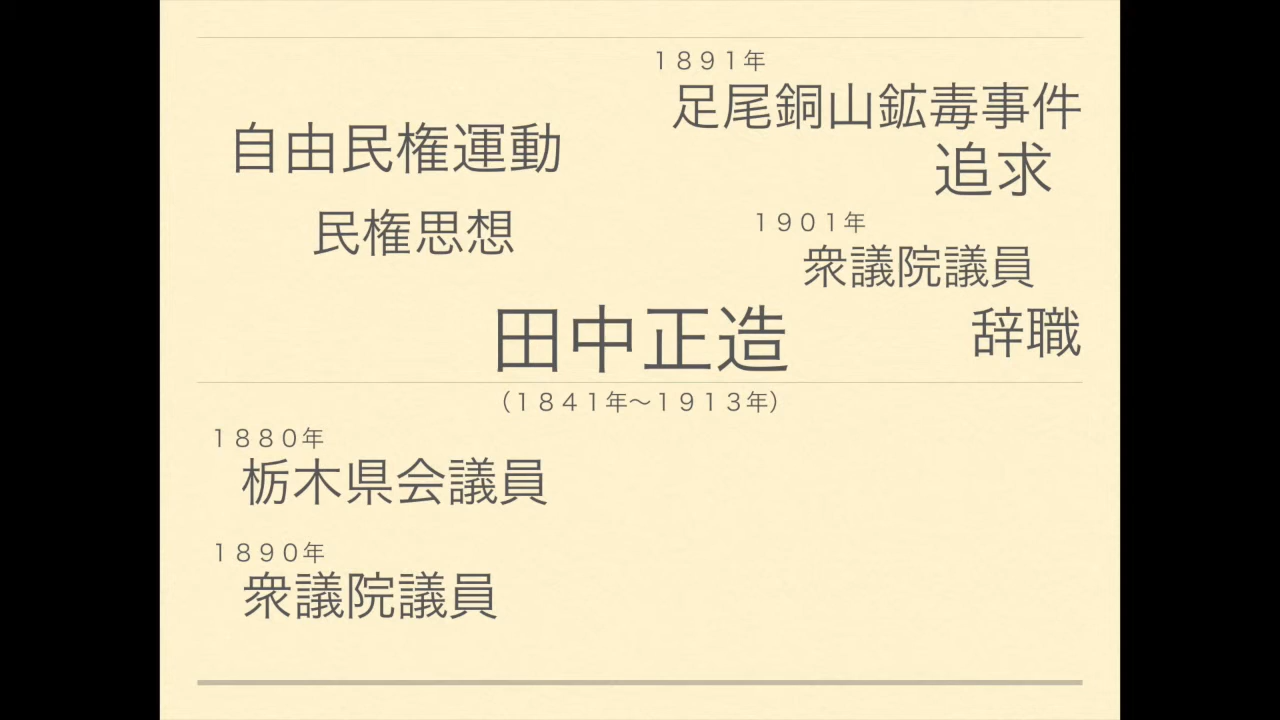 自由民権運動
民権思想
１８９１年
足尾銅山鉱毒事件
追求
１９０１年
衆議院議員
辞職
田中正造
（１８４１年〜１９１３年）
１８８０年
栃木県会議員
１８９０年
衆議院議員